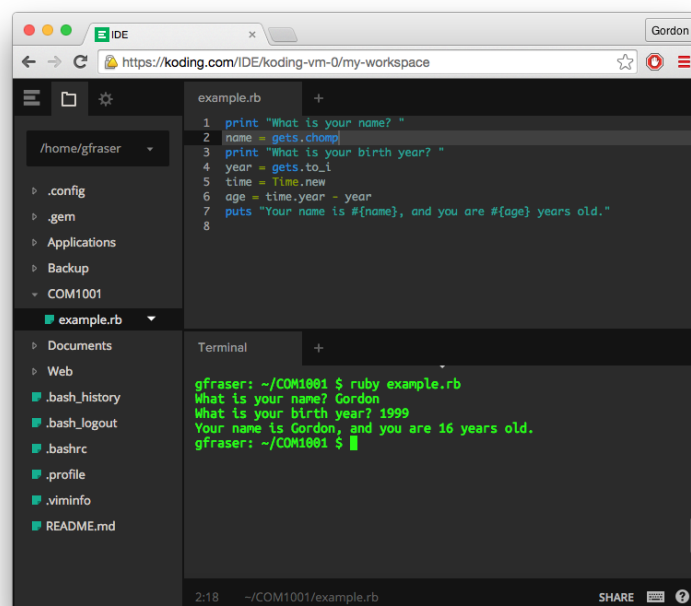 IDE
Gordon
https://koding.com/IDE/koding-vm-0/my-workspace
/home/gfraser
.config
.gem
Applications
Backup
COM1001
example.rb
Documents
Web
.bash_history
.bash_logout
.bashrc
.profile
.viminfo
README.md
example.rb +
1 print "What is your name? "
2 name = gets.chomp
3 print "What is your birth year? "
4 year = gets.to_i
5 time = Time.new
6 age = time.year - year
7 puts "Your name is #{name}, and you are #{age} years old."
8
Terminal +
gfraser: ~/COM1001 $ ruby example.rb
What is your name? Gordon
What is your birth year? 1999
Your name is Gordon, and you are 16 years old.
gfraser: ~/COM1001 $
2:18 ~/COM1001/example.rb SHARE ?